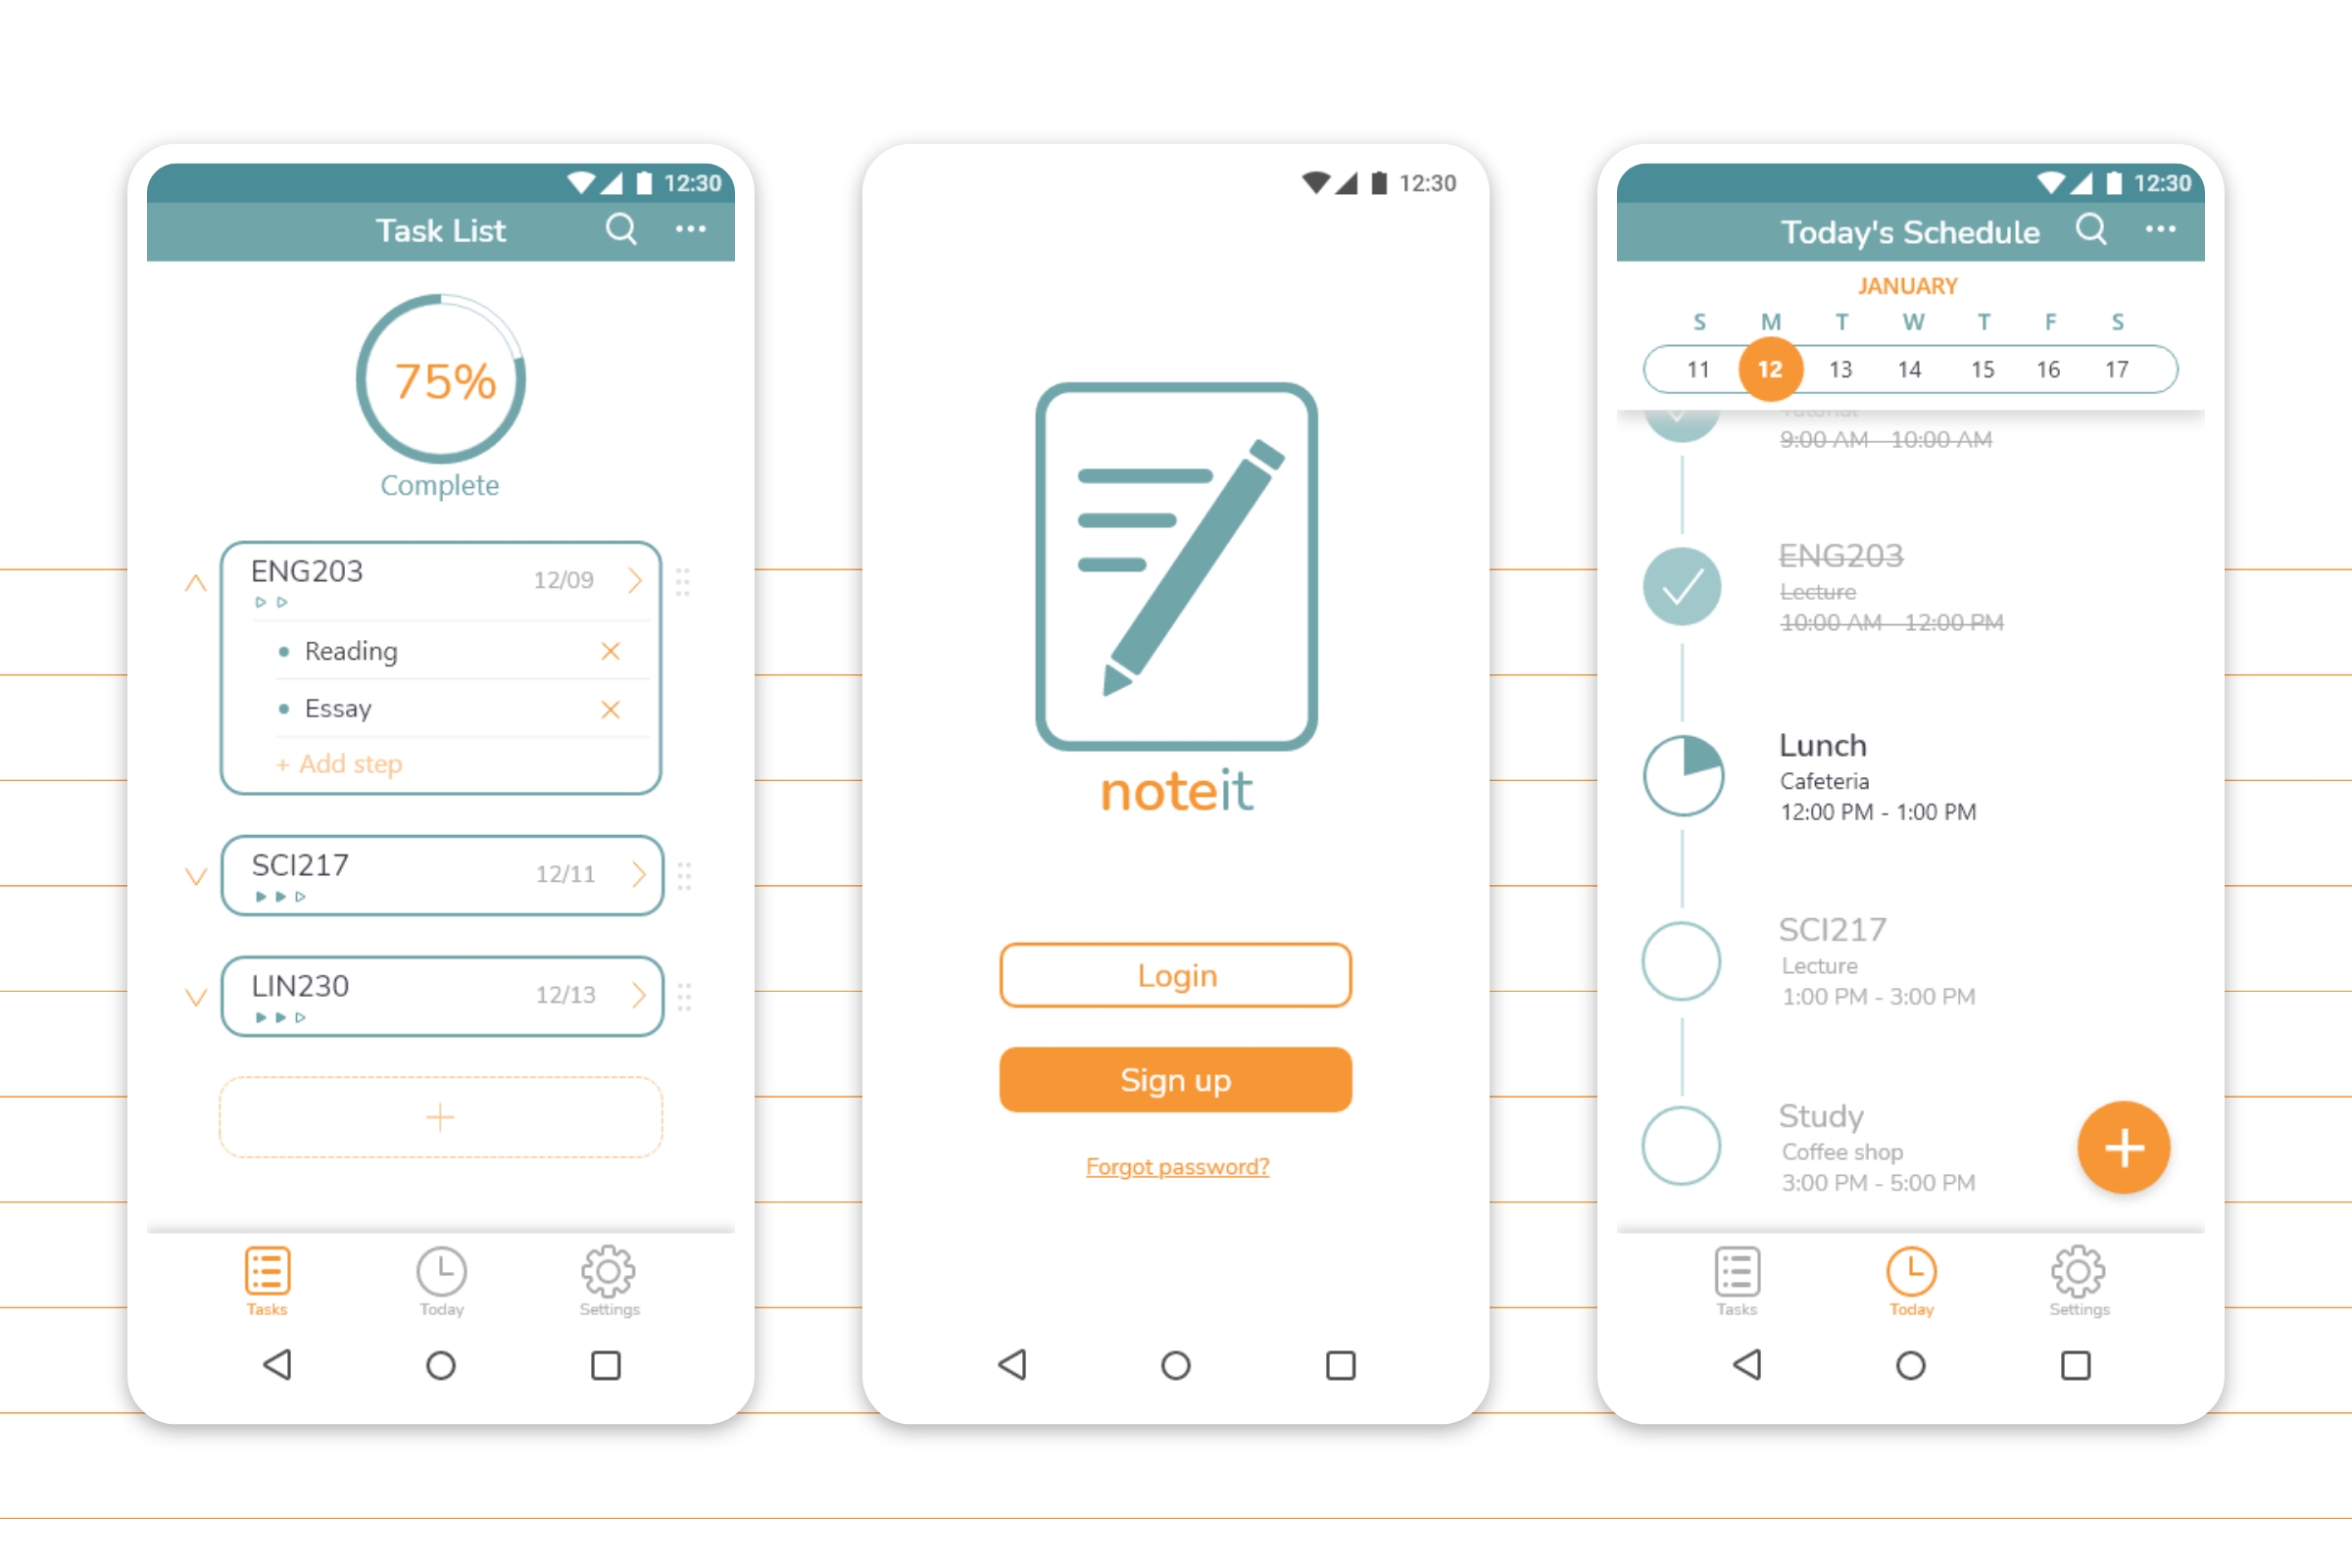 12:30
Task List
75%
Complete
ENG203
12/09
Reading
Essay
+ Add step
SCI217
12/11
LIN230
12/13
+
Tasks Today Settings
12:30
noteit
Login
Sign up
Forgot password?
12:30
Today's Schedule
JANUARY
S M T W T F S
11 12 13 14 15 16 17
Tutorial
9:00 AM - 10:00 AM
ENG203
Lecture
10:00 AM - 12:00 PM
Lunch
Cafeteria
12:00 PM - 1:00 PM
SCI217
Lecture
1:00 PM - 3:00 PM
Study
Coffee shop
3:00 PM - 5:00 PM
+
Tasks Today Settings